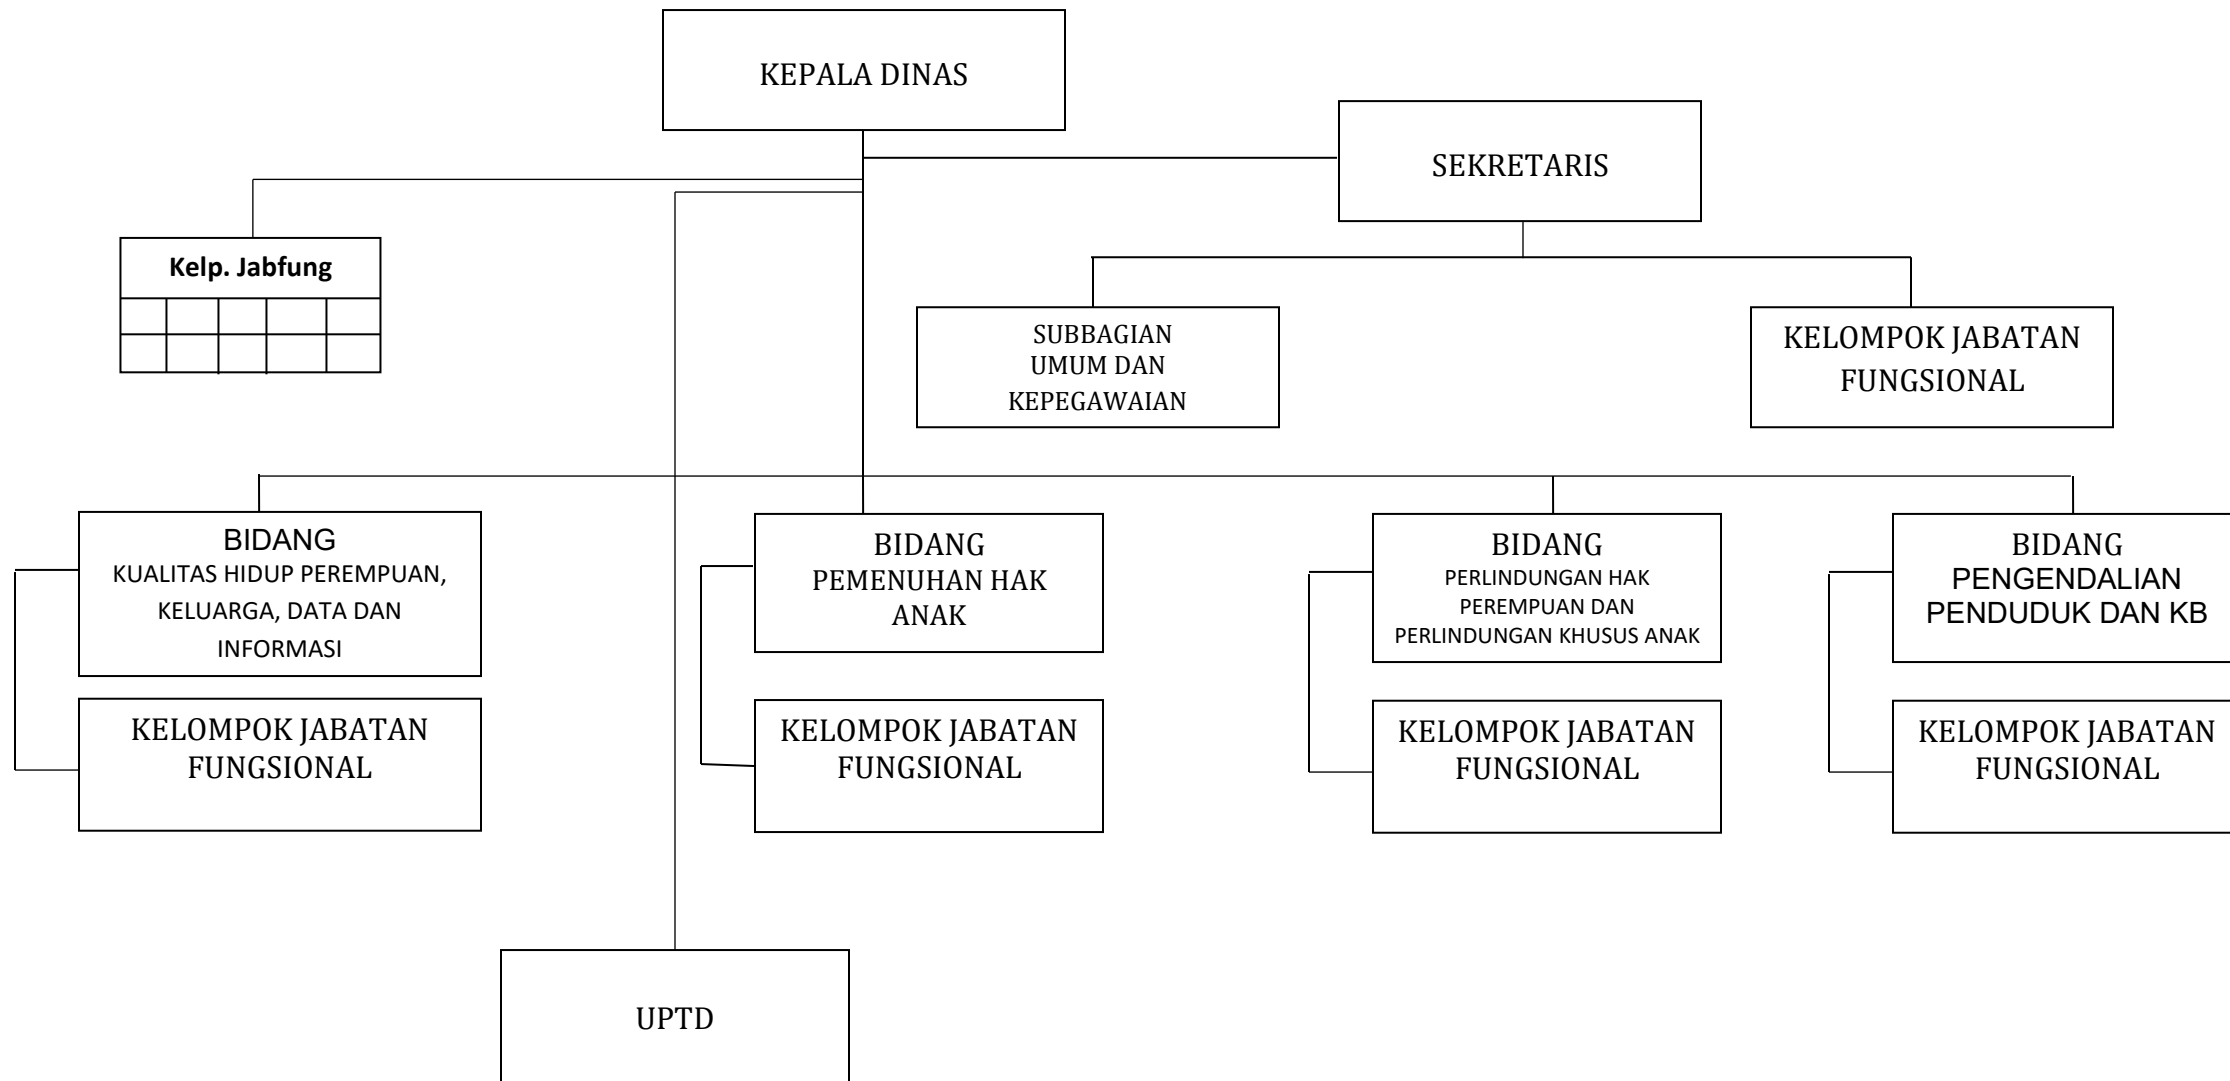 KEPALA DINAS
SEKRETARIS
Kelp. Jabfung
SUBBAGIAN
UMUM DAN
KEPEGAWAIAN
KELOMPOK JABATAN
FUNGSIONAL
BIDANG
KUALITAS HIDUP PEREMPUAN,
KELUARGA, DATA DAN
INFORMASI
BIDANG
PEMENUHAN HAK
ANAK
BIDANG
PERLINDUNGAN HAK
PEREMPUAN DAN
PERLINDUNGAN KHUSUS ANAK
BIDANG
PENGENDALIAN
PENDUDUK DAN KB
KELOMPOK JABATAN
FUNGSIONAL
KELOMPOK JABATAN
FUNGSIONAL
KELOMPOK JABATAN
FUNGSIONAL
KELOMPOK JABATAN
FUNGSIONAL
UPTD